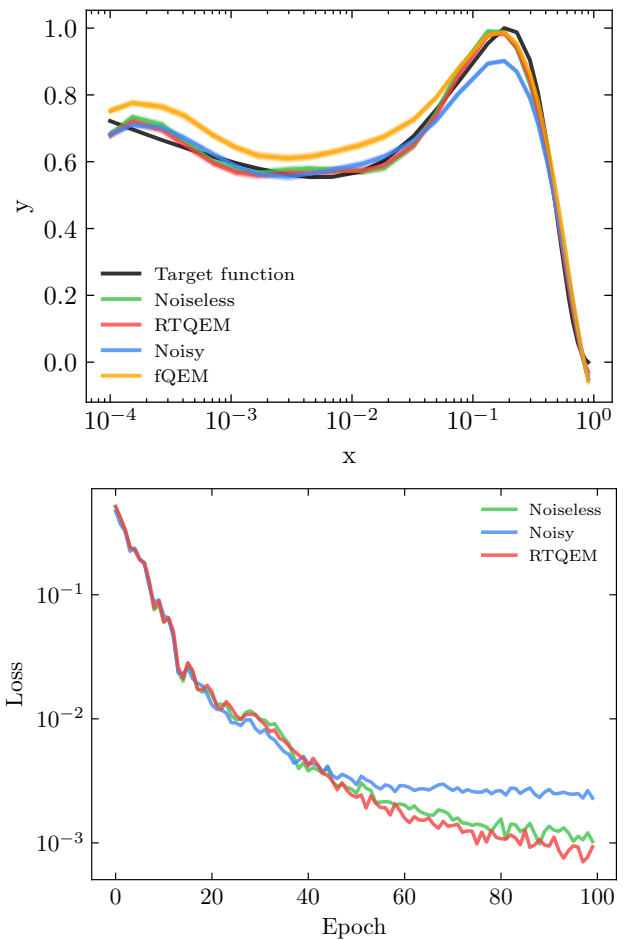 1.0
0.8
0.6
0.4
0.2
0.0
y
Target function
Noiseless
RTQEM
Noisy
fQEM
10⁻⁴ 10⁻³ 10⁻² 10⁻¹ 10⁰
x
Noiseless
Noisy
RTQEM
10⁻¹
10⁻²
10⁻³
Loss
0 20 40 60 80 100
Epoch